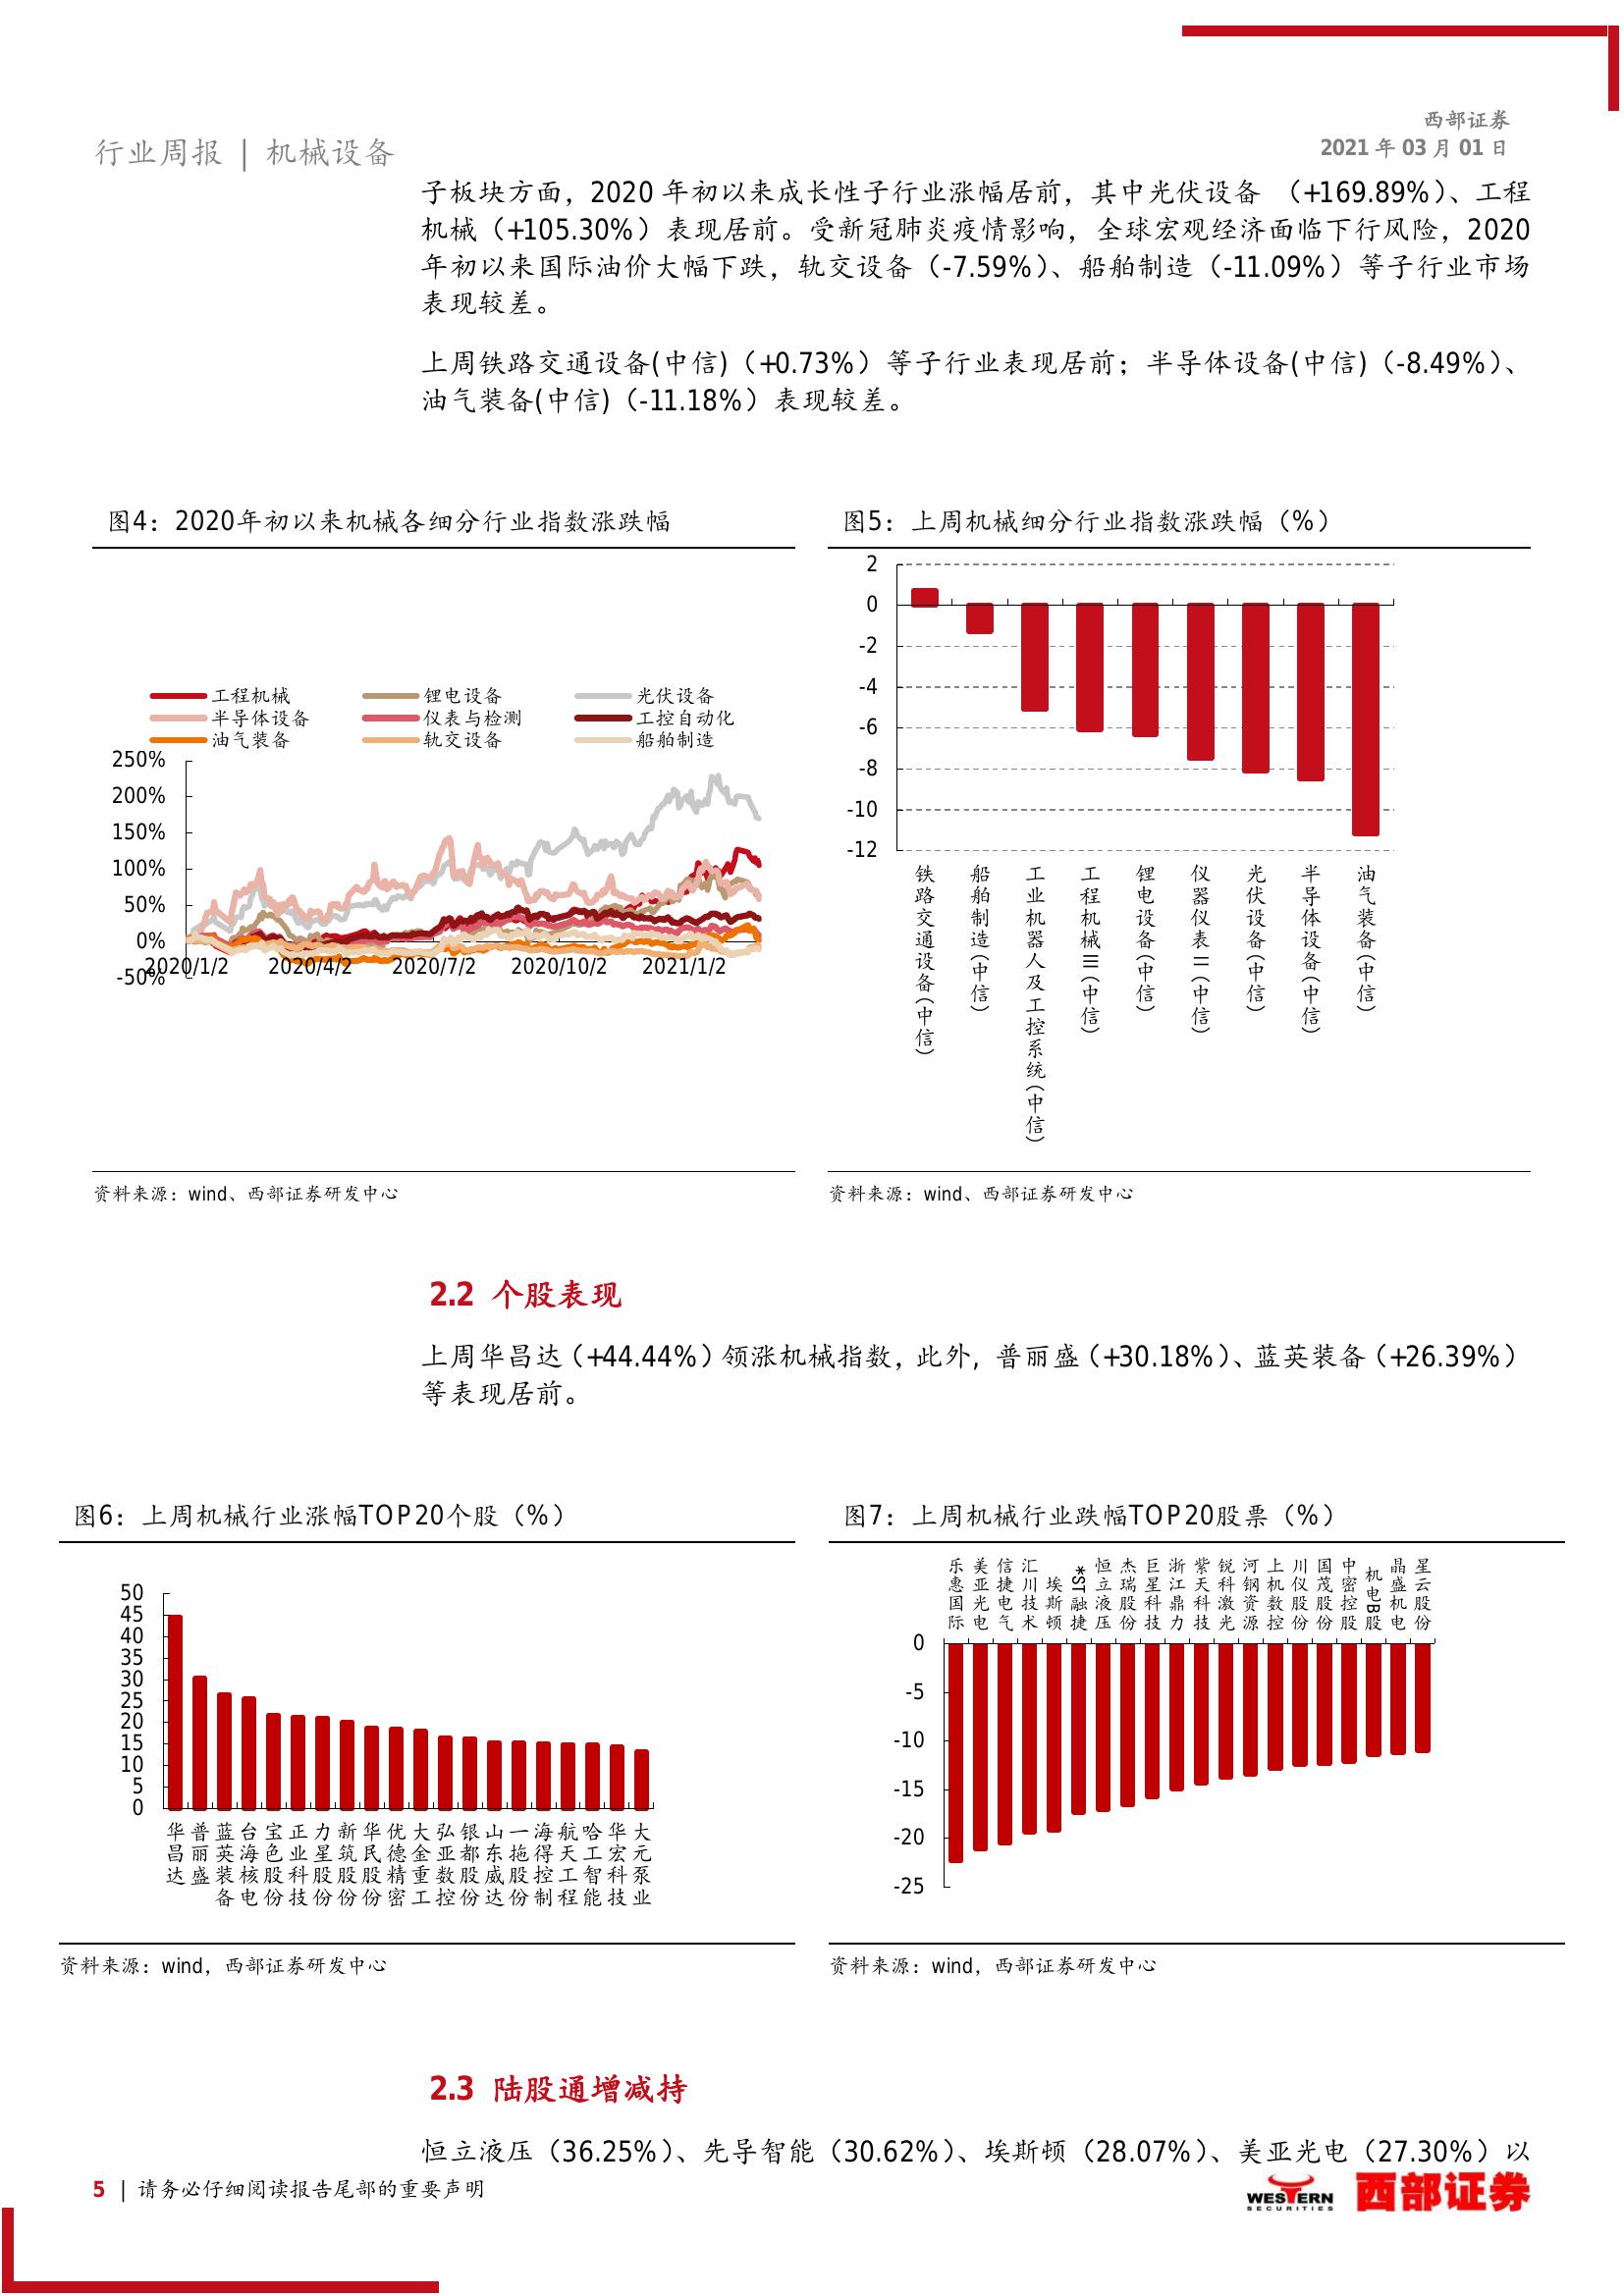 西部证券
2021 年 03 月 01 日
行业周报 | 机械设备
子板块方面，2020 年初以来成长性子行业涨幅居前，其中光伏设备 （+169.89%）、工程
机械（+105.30%）表现居前。受新冠肺炎疫情影响，全球宏观经济面临下行风险，2020
年初以来国际油价大幅下跌，轨交设备（-7.59%）、船舶制造（-11.09%）等子行业市场
表现较差。
上周铁路交通设备(中信)（+0.73%）等子行业表现居前；半导体设备(中信)（-8.49%）、
油气装备(中信)（-11.18%）表现较差。
图4：2020年初以来机械各细分行业指数涨跌幅
工程机械 锂电设备 光伏设备
半导体设备 仪表与检测 工控自动化
油气装备 轨交设备 船舶制造
250%
200%
150%
100%
50%
0%
-50%
2020/1/2 2020/4/2 2020/7/2 2020/10/2 2021/1/2
资料来源：wind、西部证券研发中心
图5：上周机械细分行业指数涨跌幅（%）
2
0
-2
-4
-6
-8
-10
-12
铁路交通设备(中信)
船舶制造(中信)
工业机器人及工控系统(中信)
工程机械III(中信)
锂电设备(中信)
仪器仪表II(中信)
光伏设备(中信)
半导体设备(中信)
油气装备(中信)
资料来源：wind、西部证券研发中心
2.2 个股表现
上周华昌达（+44.44%）领涨机械指数，此外，普丽盛（+30.18%）、蓝英装备（+26.39%）
等表现居前。
图6：上周机械行业涨幅TOP20个股（%）
50
45
40
35
30
25
20
15
10
5
0
华昌达
普丽盛
蓝英装备
台海核电
宝色股份
正业科技
力星股份
新筑股份
华民股份
优德精密
大金重工
弘亚数控
银都股份
山东威达
一拖股份
海得控制
航天工程
哈工智能
华宏科技
大元泵业
资料来源：wind，西部证券研发中心
图7：上周机械行业跌幅TOP20股票（%）
乐惠国际
美亚光电
信捷电气
汇川技术
埃斯顿
*ST融捷
恒立液压
杰瑞股份
巨星科技
浙江鼎力
紫天科技
锐科激光
河钢资源
上机数控
川仪股份
国茂股份
中密控股
机电B股
晶盛机电
星云股份
0
-5
-10
-15
-20
-25
资料来源：wind，西部证券研发中心
2.3 陆股通增减持
恒立液压（36.25%）、先导智能（30.62%）、埃斯顿（28.07%）、美亚光电（27.30%）以
5 | 请务必仔细阅读报告尾部的重要声明
WESTERN
SECURITIES
西部证券